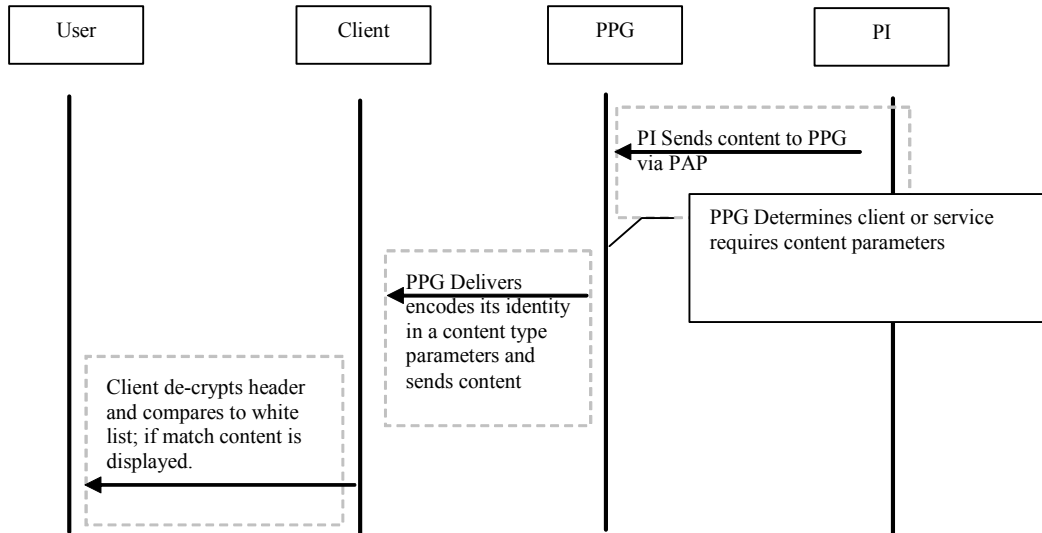 User
Client
PPG
PI
PI Sends content to PPG
via PAP
PPG Determines client or service
requires content parameters
PPG Delivers
encodes its identity
in a content type
parameters and
sends content
Client de-crypts header
and compares to white
list; if match content is
displayed.